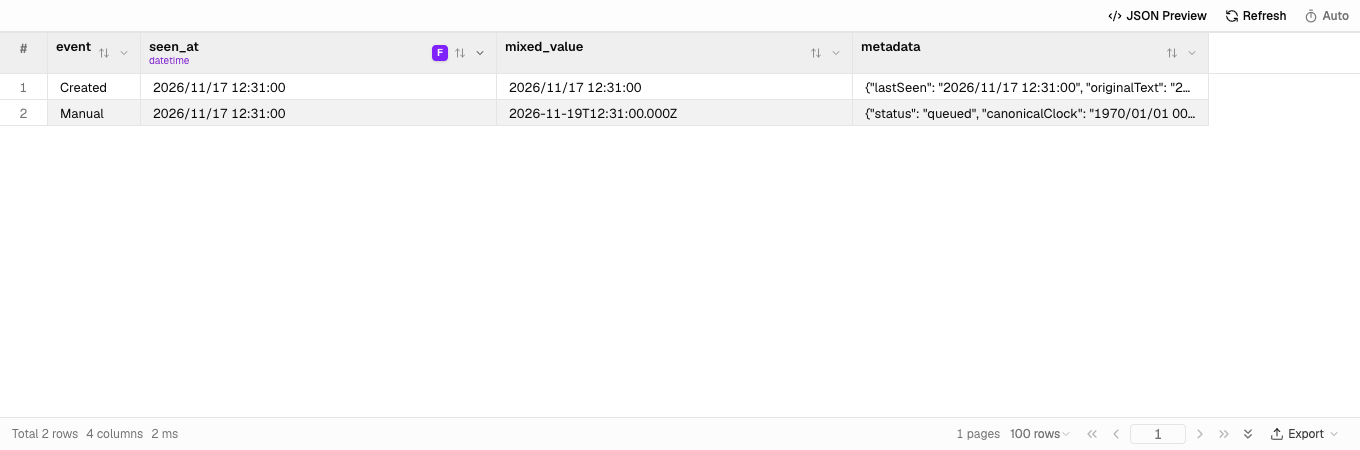 JSON Preview Refresh Auto
# event seen_at F mixed_value metadata
datetime
1 Created 2026/11/17 12:31:00 2026/11/17 12:31:00 {"lastSeen": "2026/11/17 12:31:00", "originalText": "2...
2 Manual 2026/11/17 12:31:00 2026-11-19T12:31:00.000Z {"status": "queued", "canonicalClock": "1970/01/01 00...
Total 2 rows 4 columns 2 ms 1 pages 100 rows 1 Export